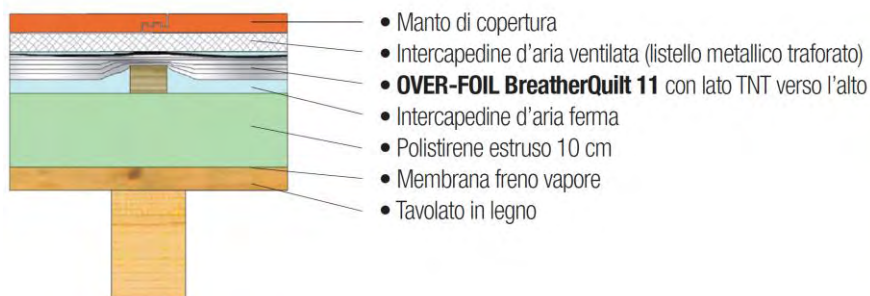 • Manto di copertura
• Intercapedine d’aria ventilata (listello metallico traforato)
• OVER-FOIL BreatherQuilt 11 con lato TNT verso l’alto
• Intercapedine d’aria ferma
• Polistirene estruso 10 cm
• Membrana freno vapore
• Tavolato in legno